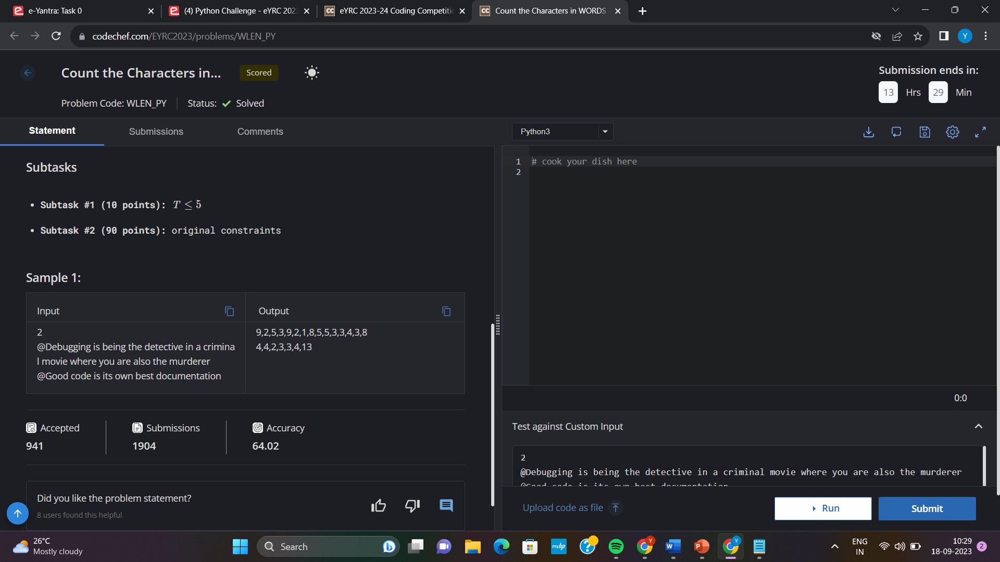 e-Yantra: Task 0
(4) Python Challenge - eYRC 202
eYRC 2023-24 Coding Competiti
Count the Characters in WORDS
codechef.com/EYRC2023/problems/WLEN_PY
Y
Count the Characters in...
Scored
Submission ends in:
13 Hrs 29 Min
Problem Code: WLEN_PY
Status: Solved
Statement
Submissions
Comments
Python3
Subtasks
• Subtask #1 (10 points): T ≤ 5
• Subtask #2 (90 points): original constraints
1 # cook your dish here
2
Sample 1:
Input
Output
2
@Debugging is being the detective in a crimina
l movie where you are also the murderer
@Good code is its own best documentation
9,2,5,3,9,2,1,8,5,5,3,3,4,3,8
4,4,2,3,3,4,13
0:0
Accepted
941
Submissions
1904
Accuracy
64.02
Test against Custom Input
2
@Debugging is being the detective in a criminal movie where you are also the murderer
@Good code is its own best documentation
Did you like the problem statement?
8 users found this helpful
Upload code as file
Run
Submit
26°C
Mostly cloudy
Search
ENG
IN
10:29
18-09-2023
2